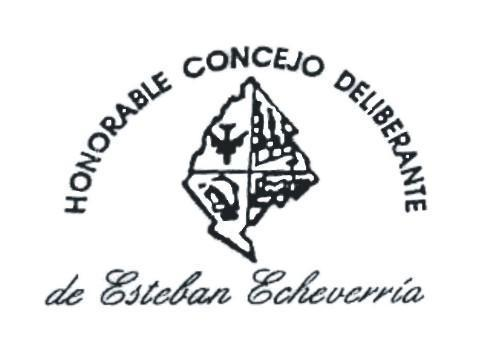 HONORABLE CONCEJO DELIBERANTE
de Esteban Echeverría